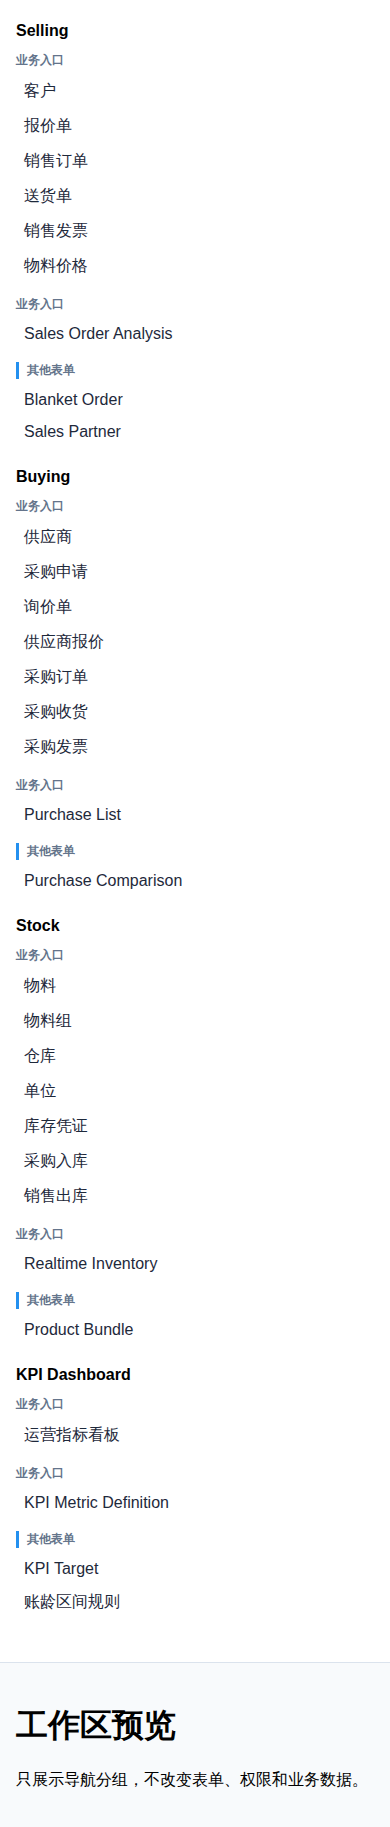 Selling
业务入口
客户
报价单
销售订单
送货单
销售发票
物料价格
业务入口
Sales Order Analysis
其他表单
Blanket Order
Sales Partner
Buying
业务入口
供应商
采购申请
询价单
供应商报价
采购订单
采购收货
采购发票
业务入口
Purchase List
其他表单
Purchase Comparison
Stock
业务入口
物料
物料组
仓库
单位
库存凭证
采购入库
销售出库
业务入口
Realtime Inventory
其他表单
Product Bundle
KPI Dashboard
业务入口
运营指标看板
业务入口
KPI Metric Definition
其他表单
KPI Target
账龄区间规则
工作区预览
只展示导航分组，不改变表单、权限和业务数据。